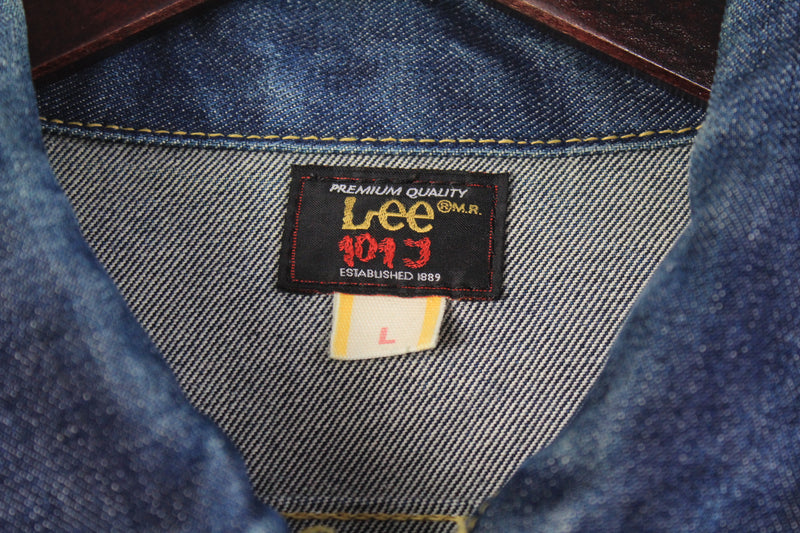 PREMIUM QUALITY
Lee ® M.R.
101 J
ESTABLISHED 1889
L